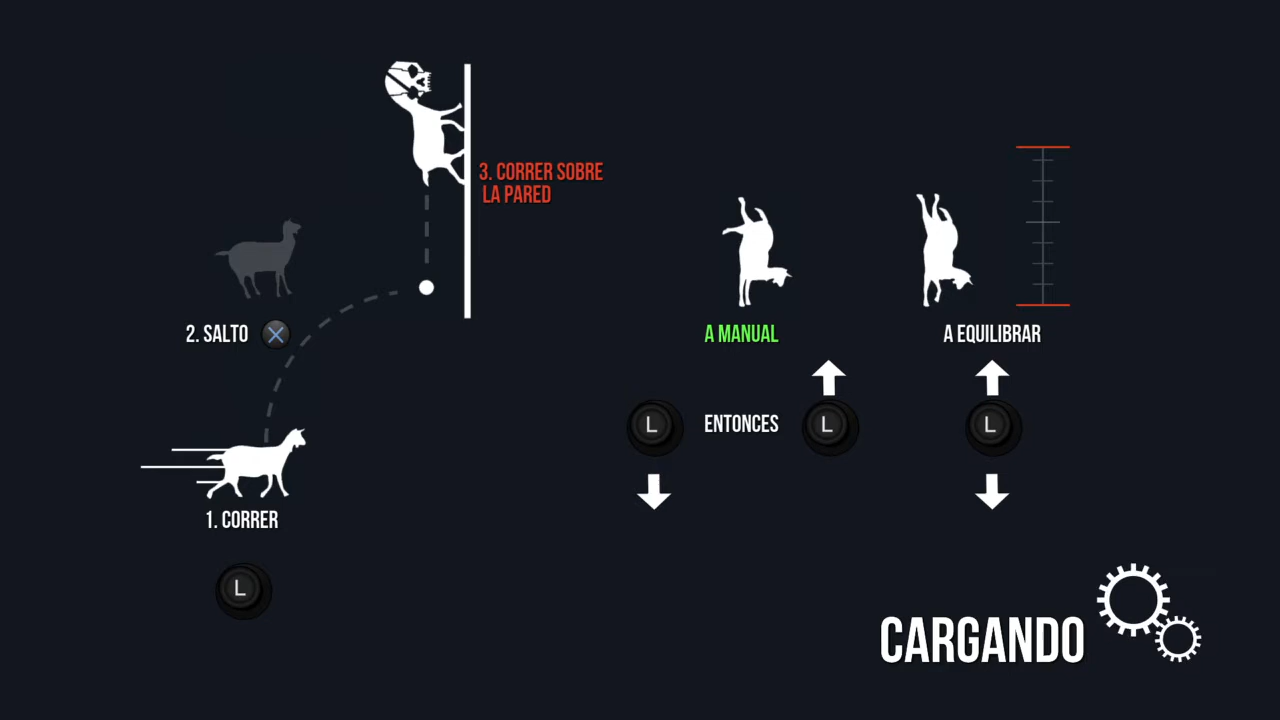 3. CORRER SOBRE
LA PARED
2. SALTO
1. CORRER
L
A MANUAL
L ENTONCES L
A EQUILIBRAR
L
CARGANDO